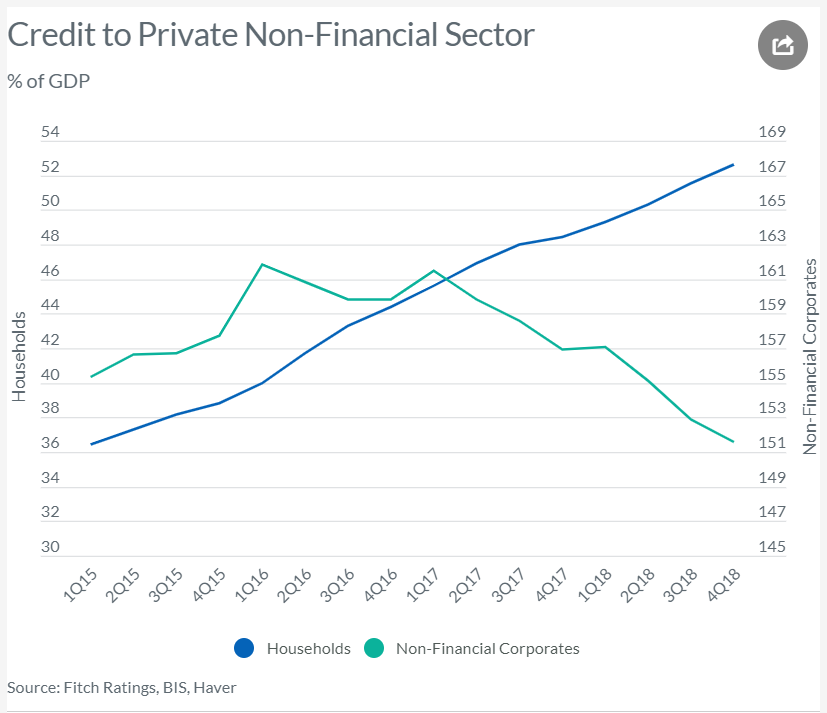 Credit to Private Non-Financial Sector
% of GDP
54 169
52 167
50 165
48 163
46 161
44 159
42 157
40 155
38 153
36 151
34 149
32 147
30 145
Households
Non-Financial Corporates
1Q15 2Q15 3Q15 4Q15 1Q16 2Q16 3Q16 4Q16 1Q17 2Q17 3Q17 4Q17 1Q18 2Q18 3Q18 4Q18
Households Non-Financial Corporates
Source: Fitch Ratings, BIS, Haver